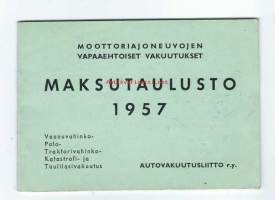 MOOTTORIAJONEUVOJEN
VAPAAEHTOISET VAKUUTUKSET
MAKSUTAULUSTO
1957
Vaunuvahinko-
Palo-
Traktorivahinko-
Katastrofi- ja
Tuulilasivakuutus
AUTOVAKUUTUSLIITTO r.y.